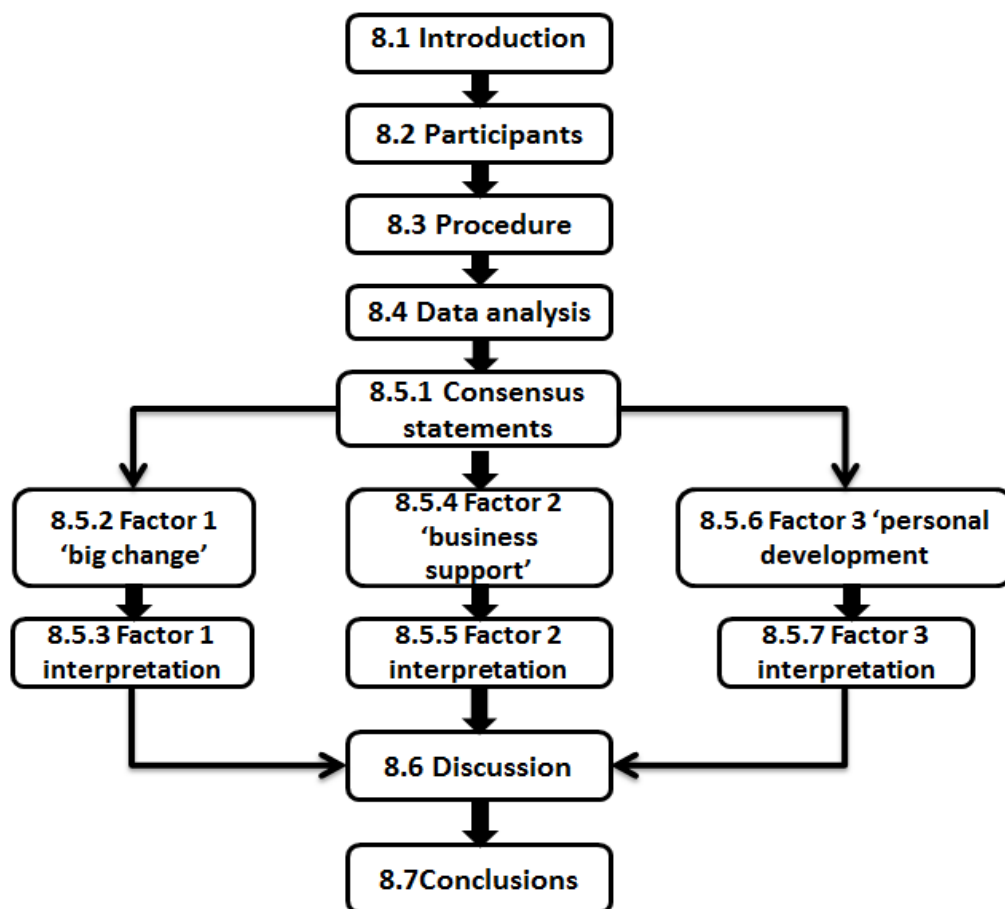 8.1 Introduction
8.2 Participants
8.3 Procedure
8.4 Data analysis
8.5.1 Consensus
statements
8.5.2 Factor 1
‘big change’
8.5.3 Factor 1
interpretation
8.5.4 Factor 2
‘business
support’
8.5.5 Factor 2
interpretation
8.5.6 Factor 3 ‘personal
development
8.5.7 Factor 3
interpretation
8.6 Discussion
8.7Conclusions